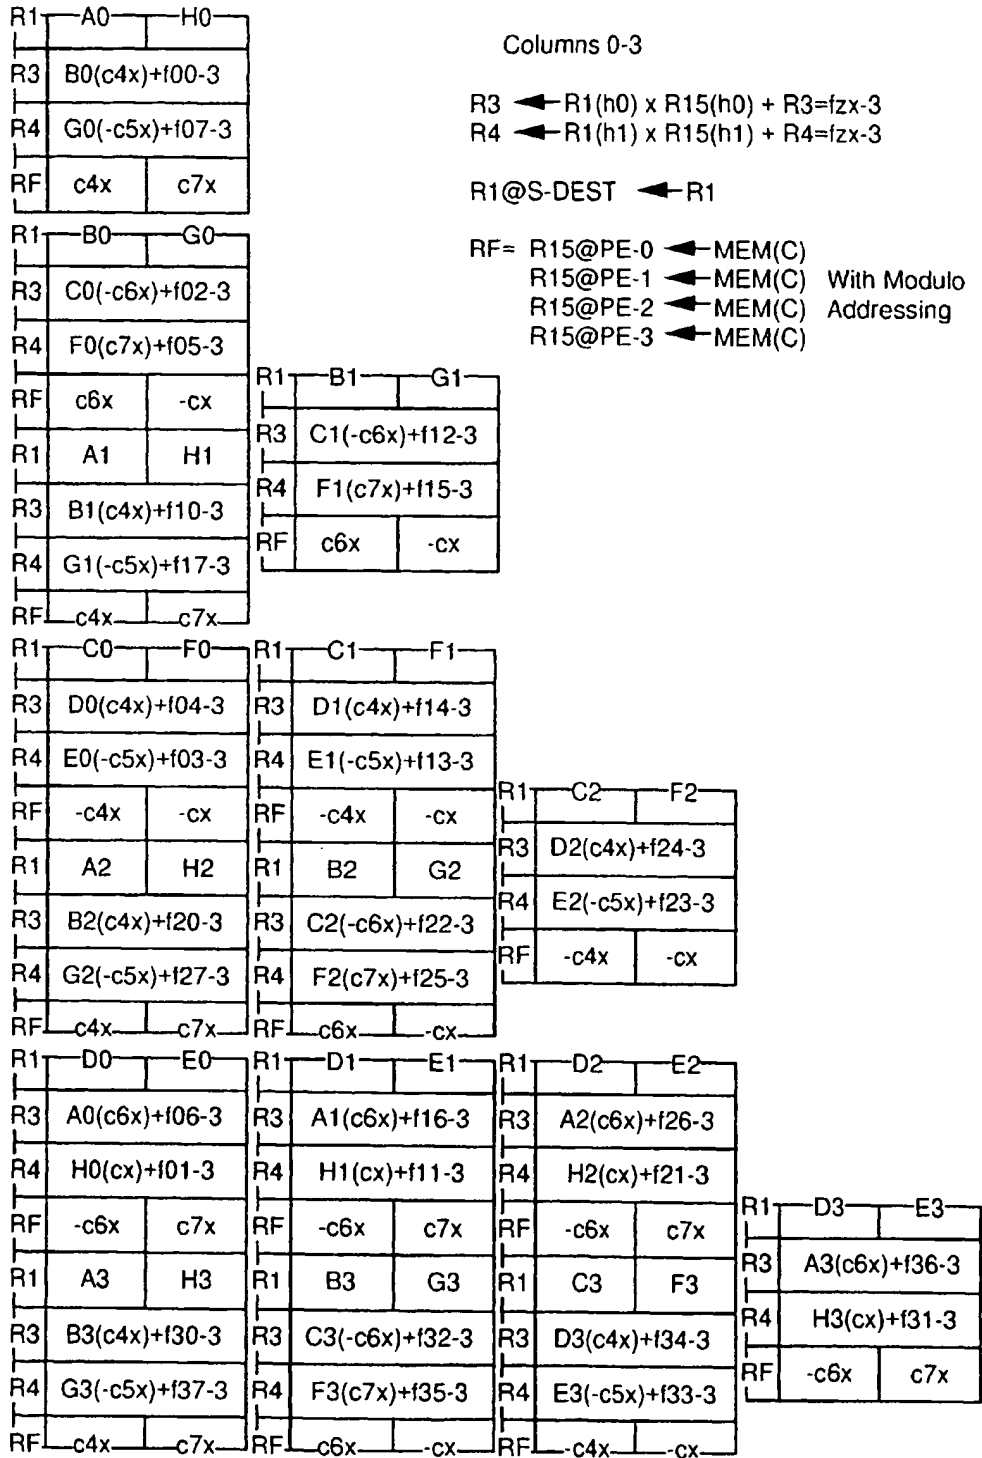 Columns 0-3
R3 ← R1(h0) x R15(h0) + R3=fzx-3
R4 ← R1(h1) x R15(h1) + R4=fzx-3
R1@S-DEST ← R1
RF= R15@PE-0 ← MEM(C)
R15@PE-1 ← MEM(C) With Modulo
R15@PE-2 ← MEM(C) Addressing
R15@PE-3 ← MEM(C)
R1 A0 H0
R3 B0(c4x)+f00-3
R4 G0(-c5x)+f07-3
RF c4x c7x
R1 B0 G0
R3 C0(-c6x)+f02-3
R4 F0(c7x)+f05-3
RF c6x -cx
R1 A1 H1
R3 B1(c4x)+f10-3
R4 G1(-c5x)+f17-3
RF c4x c7x
R1 B1 G1
R3 C1(-c6x)+f12-3
R4 F1(c7x)+f15-3
RF c6x -cx
R1 C0 F0
R3 D0(c4x)+f04-3
R4 E0(-c5x)+f03-3
RF -c4x -cx
R1 A2 H2
R3 B2(c4x)+f20-3
R4 G2(-c5x)+f27-3
RF c4x c7x
R1 C1 F1
R3 D1(c4x)+f14-3
R4 E1(-c5x)+f13-3
RF -c4x -cx
R1 B2 G2
R3 C2(-c6x)+f22-3
R4 F2(c7x)+f25-3
RF c6x -cx
R1 C2 F2
R3 D2(c4x)+f24-3
R4 E2(-c5x)+f23-3
RF -c4x -cx
R1 D0 E0
R3 A0(c6x)+f06-3
R4 H0(cx)+f01-3
RF -c6x c7x
R1 A3 H3
R3 B3(c4x)+f30-3
R4 G3(-c5x)+f37-3
RF c4x c7x
R1 D1 E1
R3 A1(c6x)+f16-3
R4 H1(cx)+f11-3
RF -c6x c7x
R1 B3 G3
R3 C3(-c6x)+f32-3
R4 F3(c7x)+f35-3
RF c6x -cx
R1 D2 E2
R3 A2(c6x)+f26-3
R4 H2(cx)+f21-3
RF -c6x c7x
R1 C3 F3
R3 D3(c4x)+f34-3
R4 E3(-c5x)+f33-3
RF -c4x -cx
R1 D3 E3
R3 A3(c6x)+f36-3
R4 H3(cx)+f31-3
RF -c6x c7x